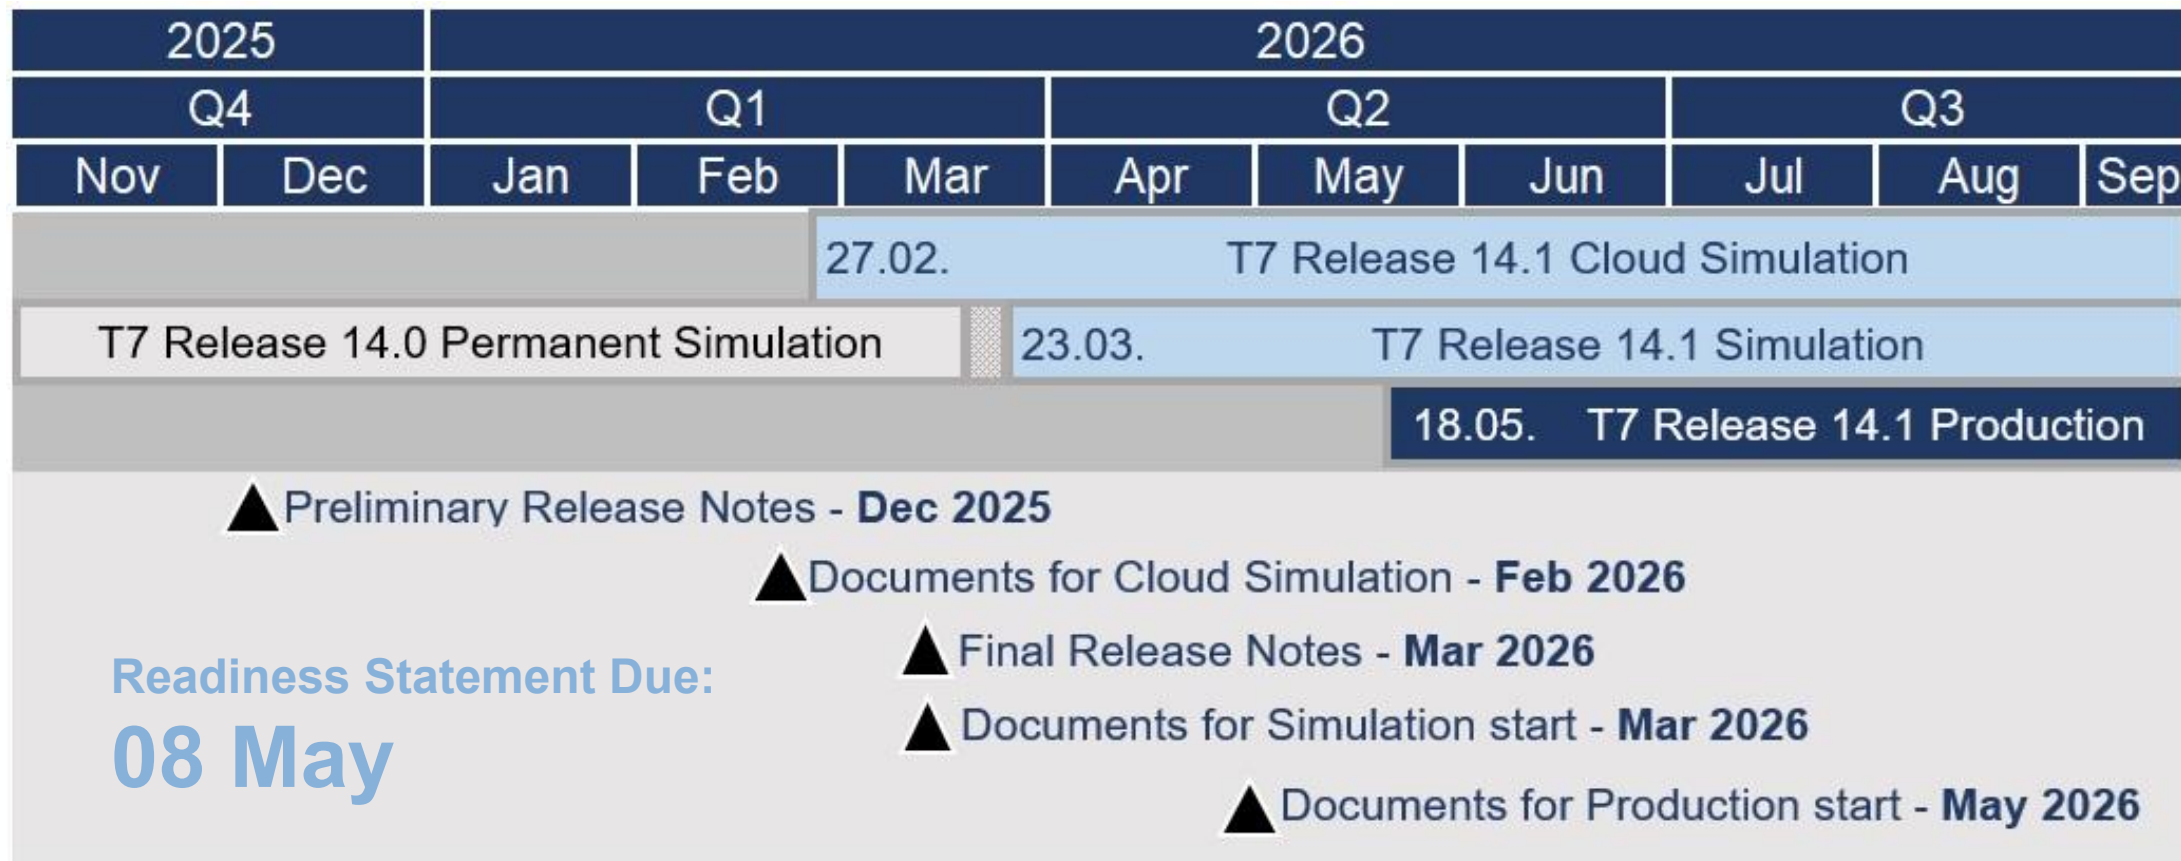 2025 2026
Q4 Q1 Q2 Q3
Nov Dec Jan Feb Mar Apr May Jun Jul Aug Sep
27.02. T7 Release 14.1 Cloud Simulation
T7 Release 14.0 Permanent Simulation 23.03. T7 Release 14.1 Simulation
18.05. T7 Release 14.1 Production
Preliminary Release Notes - Dec 2025
Documents for Cloud Simulation - Feb 2026
Final Release Notes - Mar 2026
Documents for Simulation start - Mar 2026
Documents for Production start - May 2026
Readiness Statement Due:
08 May